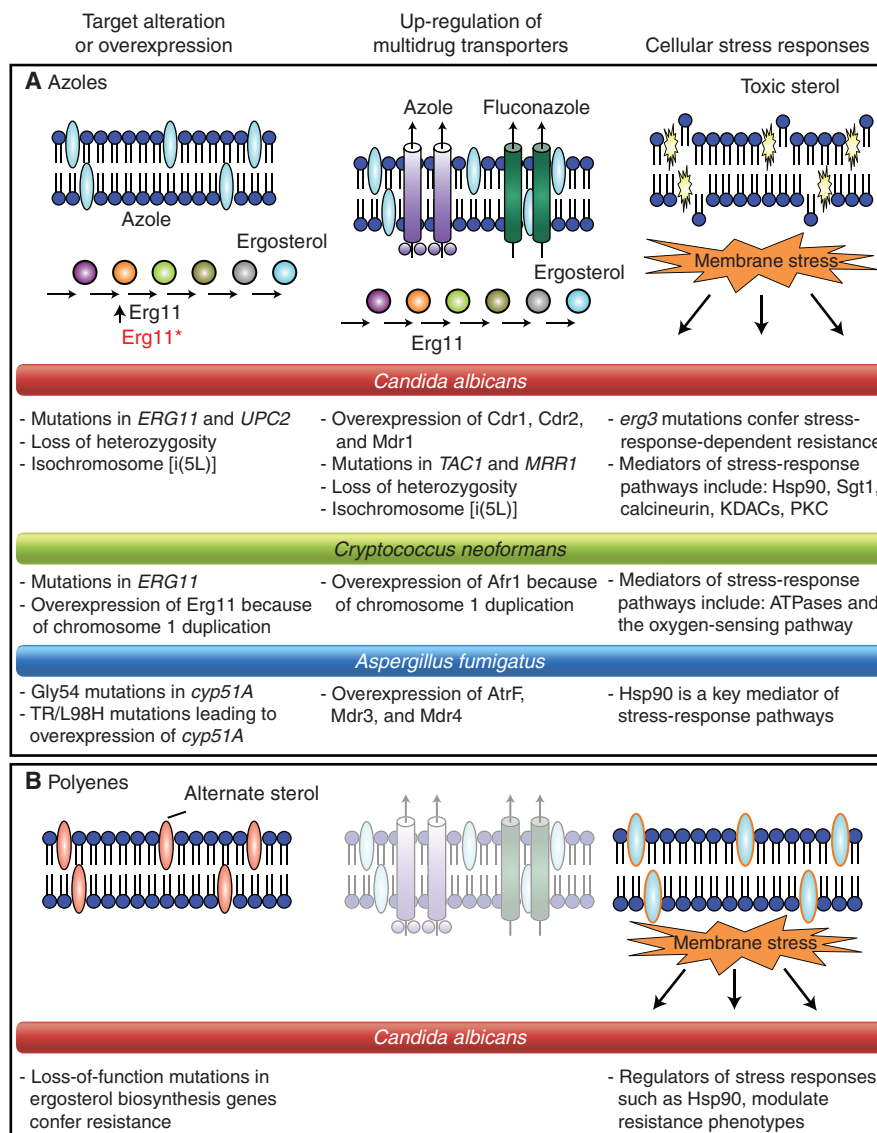 Target alteration
or overexpression
Up-regulation of
multidrug transporters
Cellular stress responses
A Azoles
Azole
Ergosterol
Erg11
Erg11*
Azole
Fluconazole
Ergosterol
Erg11
Toxic sterol
Membrane stress
Candida albicans
- Mutations in ERG11 and UPC2
- Loss of heterozygosity
- Isochromosome [i(5L)]
- Overexpression of Cdr1, Cdr2,
and Mdr1
- Mutations in TAC1 and MRR1
- Loss of heterozygosity
- Isochromosome [i(5L)]
- erg3 mutations confer stress-
response-dependent resistance
- Mediators of stress-response
pathways include: Hsp90, Sgt1,
calcineurin, KDACs, PKC
Cryptococcus neoformans
- Mutations in ERG11
- Overexpression of Erg11 because
of chromosome 1 duplication
- Overexpression of Afr1 because
of chromosome 1 duplication
- Mediators of stress-response
pathways include: ATPases and
the oxygen-sensing pathway
Aspergillus fumigatus
- Gly54 mutations in cyp51A
- TR/L98H mutations leading to
overexpression of cyp51A
- Overexpression of AtrF,
Mdr3, and Mdr4
- Hsp90 is a key mediator of
stress-response pathways
B Polyenes
Alternate sterol
Membrane stress
Candida albicans
- Loss-of-function mutations in
ergosterol biosynthesis genes
confer resistance
- Regulators of stress responses
such as Hsp90, modulate
resistance phenotypes